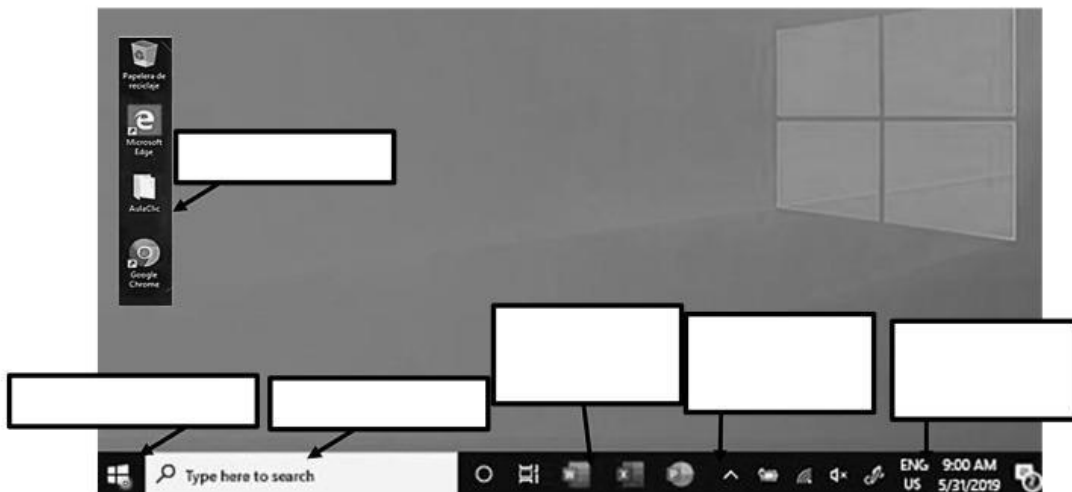 Papelera de
reciclaje
Microsoft
Edge
AulaClic
Google
Chrome
Type here to search
ENG
US
9:00 AM
5/31/2019
2